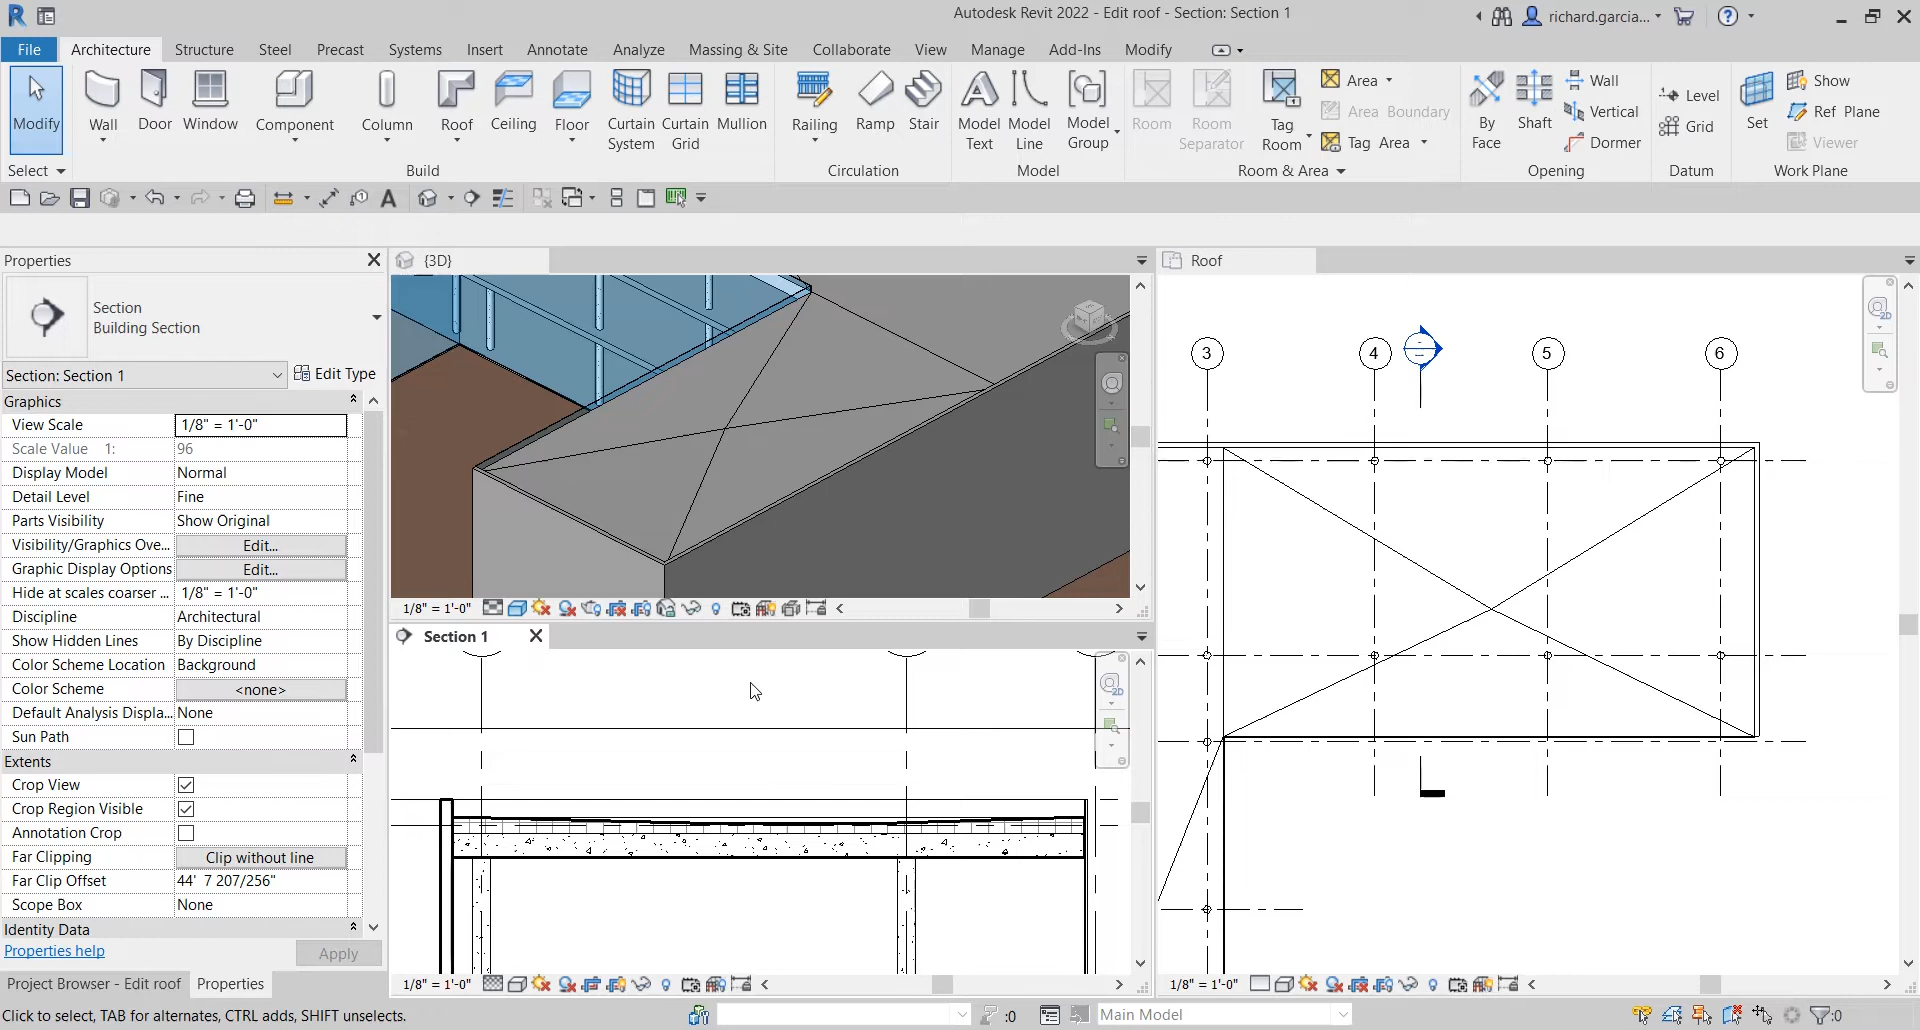 Autodesk Revit 2022 - Edit roof - Section: Section 1
richard.garcia...
File
Architecture
Structure
Steel
Precast
Systems
Insert
Annotate
Analyze
Massing & Site
Collaborate
View
Manage
Add-Ins
Modify
Modify
Wall
Door
Window
Component
Column
Roof
Ceiling
Floor
Curtain System
Curtain Grid
Mullion
Railing
Ramp
Stair
Model Text
Model Line
Model Group
Room
Room Separator
Tag Room
Area
Area Boundary
Tag Area
By Face
Shaft
Wall
Vertical
Dormer
Level
Grid
Set
Show
Ref Plane
Viewer
Select
Build
Circulation
Model
Room & Area
Opening
Datum
Work Plane
Properties
Section
Building Section
Section: Section 1
Edit Type
Graphics
View Scale 1/8" = 1'-0"
Scale Value 1: 96
Display Model Normal
Detail Level Fine
Parts Visibility Show Original
Visibility/Graphics Ove... Edit...
Graphic Display Options Edit...
Hide at scales coarser ... 1/8" = 1'-0"
Discipline Architectural
Show Hidden Lines By Discipline
Color Scheme Location Background
Color Scheme <none>
Default Analysis Displa... None
Sun Path
Extents
Crop View
Crop Region Visible
Annotation Crop
Far Clipping Clip without line
Far Clip Offset 44' 7 207/256"
Scope Box None
Identity Data
Properties help
Apply
Project Browser - Edit roof
Properties
{3D}
1/8" = 1'-0"
Section 1
2D
1/8" = 1'-0"
Roof
2D
3
4
5
6
1/8" = 1'-0"
Click to select, TAB for alternates, CTRL adds, SHIFT unselects.
:0
Main Model
:0